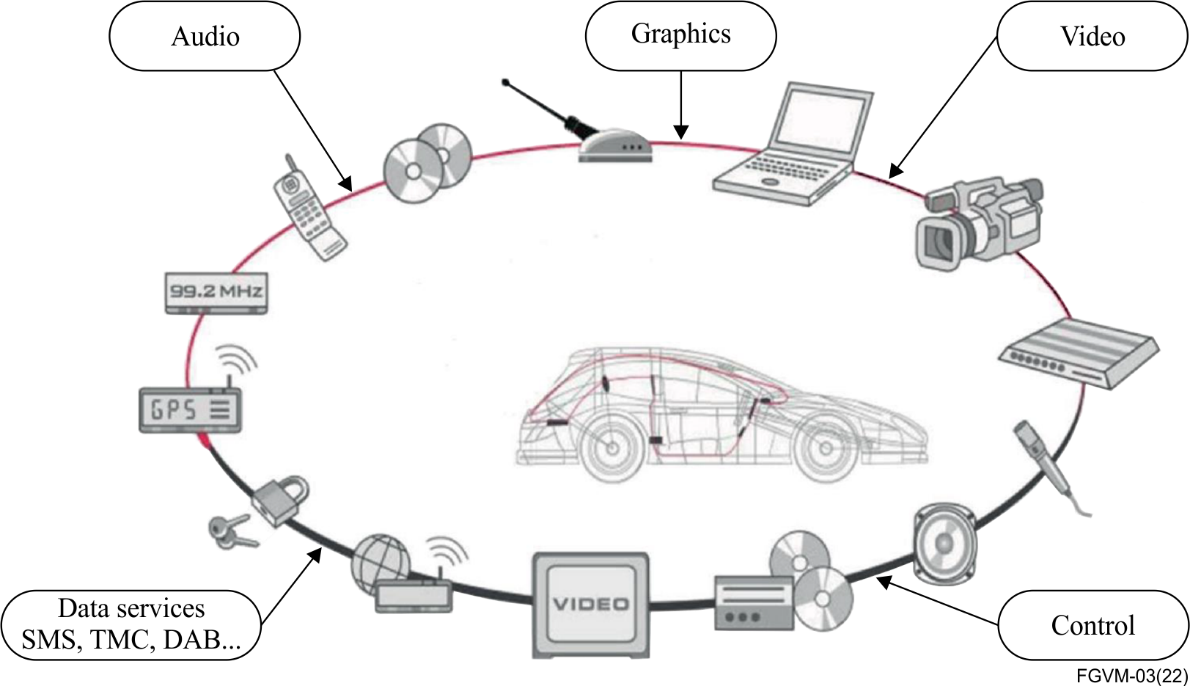 Audio
Graphics
Video
99.2 MHz
GPS
VIDEO
Data services
SMS, TMC, DAB...
Control
FGVM-03(22)